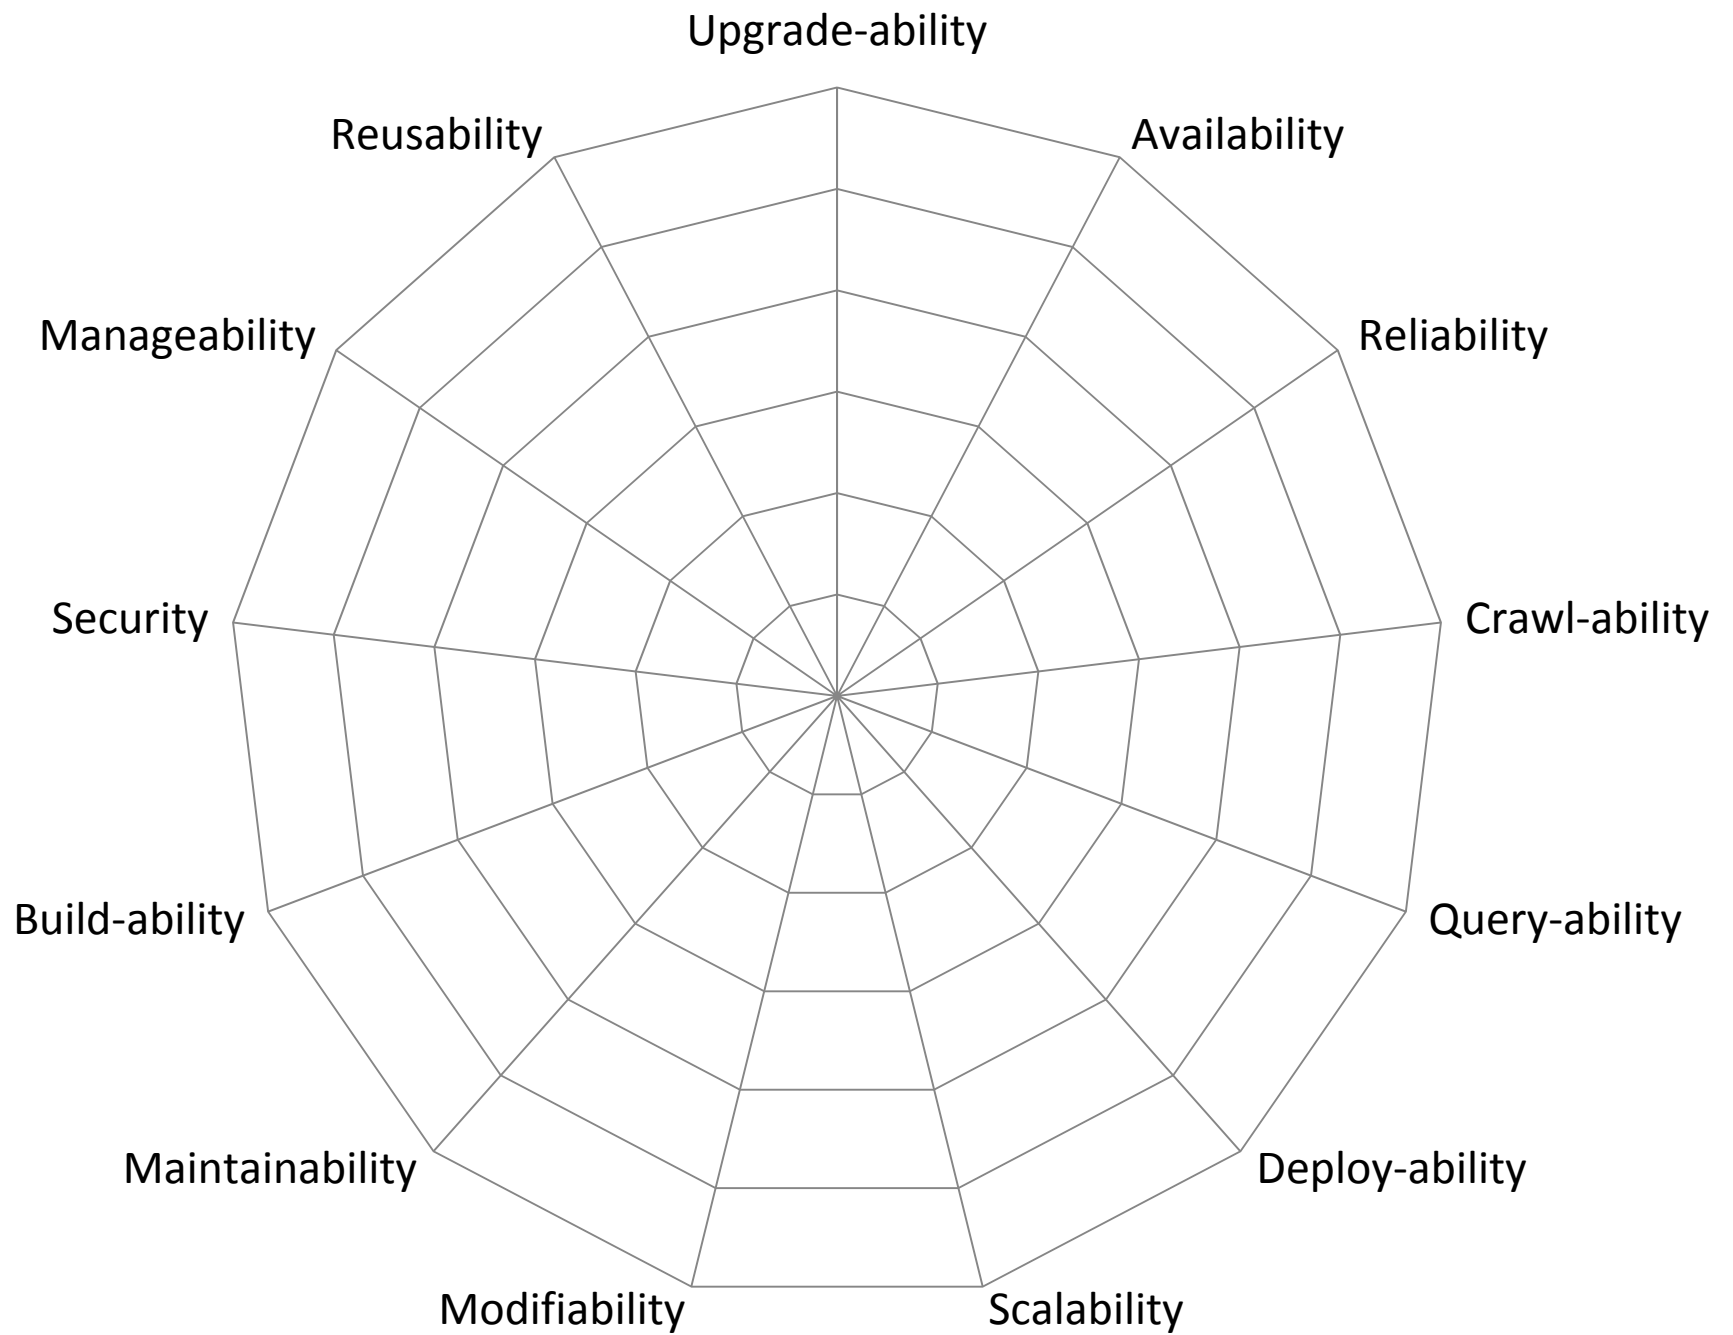 Upgrade-ability
Reusability
Availability
Manageability
Reliability
Security
Crawl-ability
Build-ability
Query-ability
Maintainability
Deploy-ability
Modifiability
Scalability